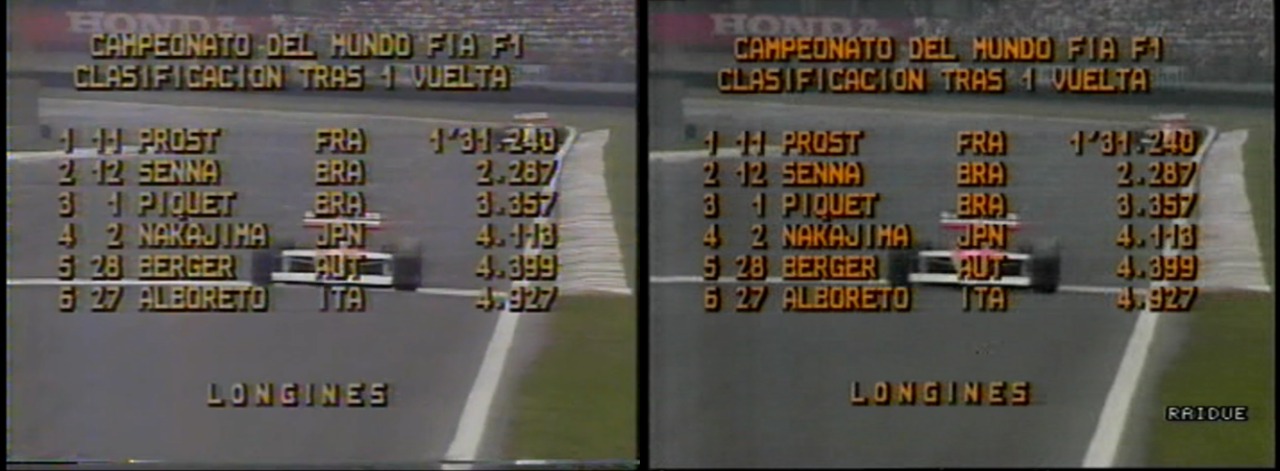 HONDA
CAMPEONATO DEL MUNDO FIA F1
CLASIFICACION TRAS 1 VUELTA
1 11 PROST FRA 1'31.240
2 12 SENNA BRA 2.287
3 1 PIQUET BRA 3.357
4 2 NAKAJIMA JPN 4.113
5 28 BERGER AUT 4.399
6 27 ALBORETO ITA 4.927
LONGINES
HONDA
CAMPEONATO DEL MUNDO FIA F1
CLASIFICACION TRAS 1 VUELTA
1 11 PROST FRA 1'31.240
2 12 SENNA BRA 2.287
3 1 PIQUET BRA 3.357
4 2 NAKAJIMA JPN 4.113
5 28 BERGER AUT 4.399
6 27 ALBORETO ITA 4.927
LONGINES
RAIDUE